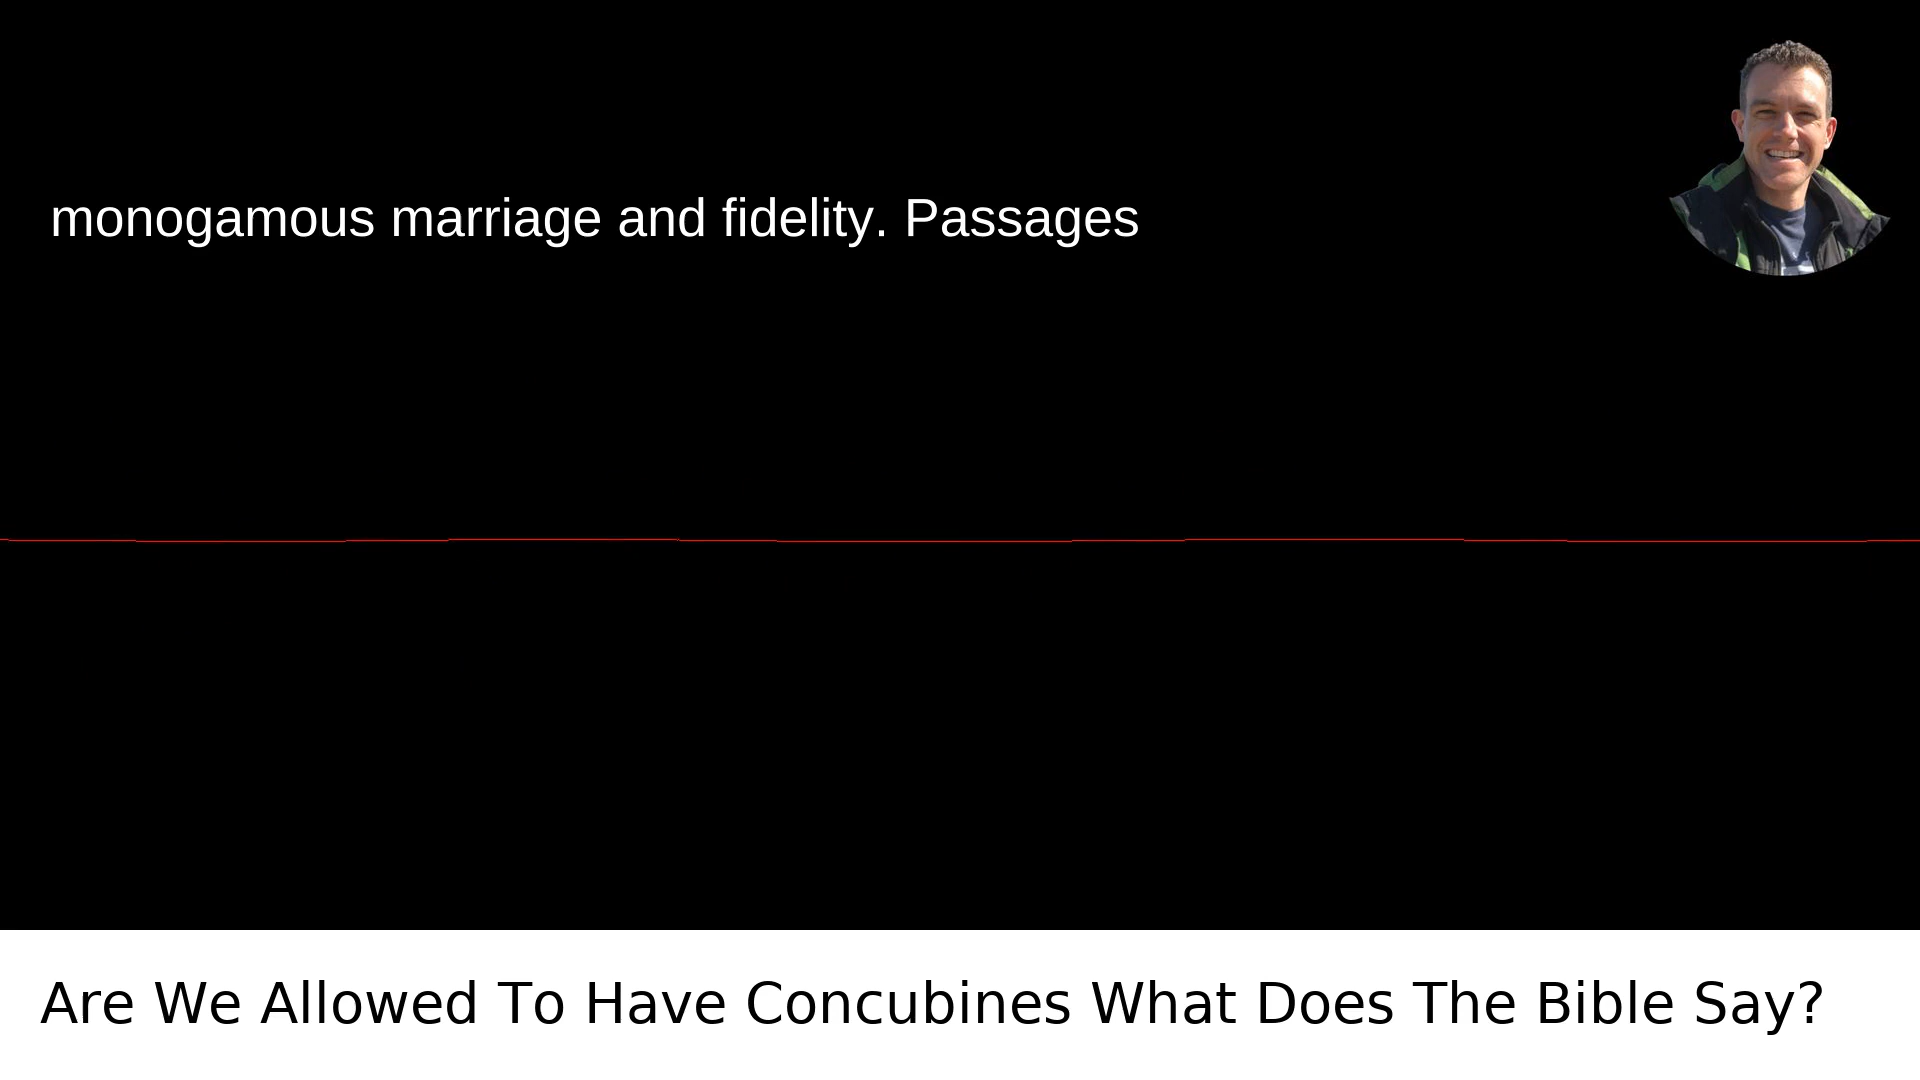 monogamous marriage and fidelity. Passages
Are We Allowed To Have Concubines What Does The Bible Say?